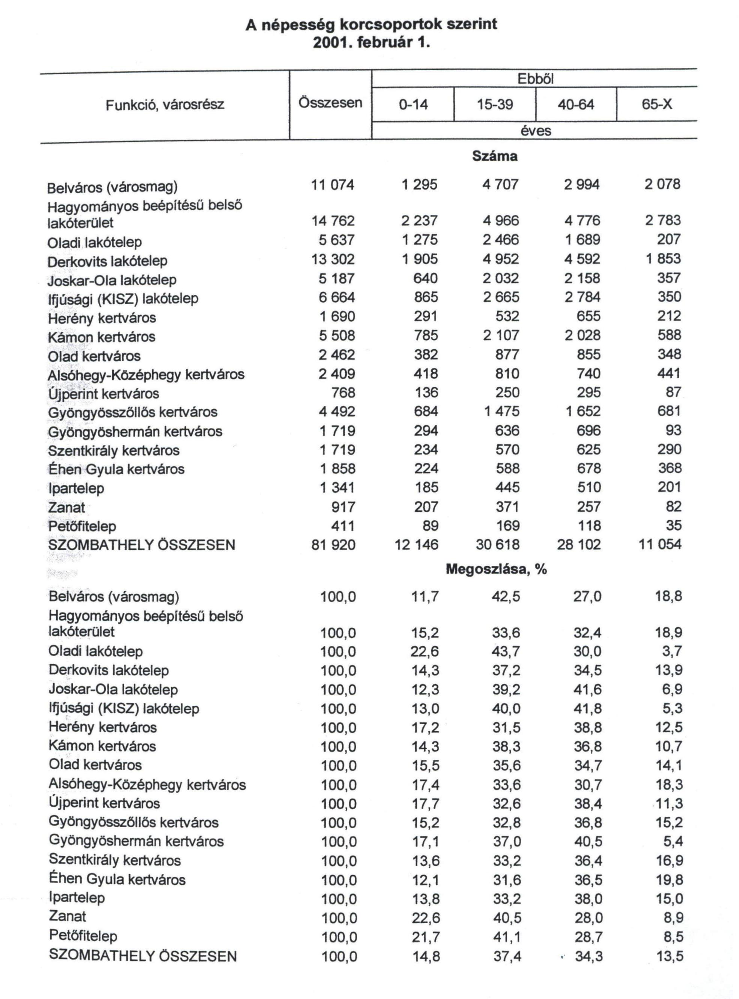 A népesség korcsoportok szerint
2001. február 1.
Funkció, városrész Összesen Ebből
0-14 15-39 40-64 65-X
éves
Száma
Belváros (városmag) 11 074 1 295 4 707 2 994 2 078
Hagyományos beépítésű belső
lakóterület 14 762 2 237 4 966 4 776 2 783
Oladi lakótelep 5 637 1 275 2 466 1 689 207
Derkovits lakótelep 13 302 1 905 4 952 4 592 1 853
Joskar-Ola lakótelep 5 187 640 2 032 2 158 357
Ifjúsági (KISZ) lakótelep 6 664 865 2 665 2 784 350
Herény kertváros 1 690 291 532 655 212
Kámon kertváros 5 508 785 2 107 2 028 588
Olad kertváros 2 462 382 877 855 348
Alsóhegy-Középhegy kertváros 2 409 418 810 740 441
Újperint kertváros 768 136 250 295 87
Gyöngyösszőllős kertváros 4 492 684 1 475 1 652 681
Gyöngyöshermán kertváros 1 719 294 636 696 93
Szentkirály kertváros 1 719 234 570 625 290
Éhen Gyula kertváros 1 858 224 588 678 368
Ipartelep 1 341 185 445 510 201
Zanat 917 207 371 257 82
Petőfitelep 411 89 169 118 35
SZOMBATHELY ÖSSZESEN 81 920 12 146 30 618 28 102 11 054
Megoszlása, %
Belváros (városmag) 100,0 11,7 42,5 27,0 18,8
Hagyományos beépítésű belső
lakóterület 100,0 15,2 33,6 32,4 18,9
Oladi lakótelep 100,0 22,6 43,7 30,0 3,7
Derkovits lakótelep 100,0 14,3 37,2 34,5 13,9
Joskar-Ola lakótelep 100,0 12,3 39,2 41,6 6,9
Ifjúsági (KISZ) lakótelep 100,0 13,0 40,0 41,8 5,3
Herény kertváros 100,0 17,2 31,5 38,8 12,5
Kámon kertváros 100,0 14,3 38,3 36,8 10,7
Olad kertváros 100,0 15,5 35,6 34,7 14,1
Alsóhegy-Középhegy kertváros 100,0 17,4 33,6 30,7 18,3
Újperint kertváros 100,0 17,7 32,6 38,4 11,3
Gyöngyösszőllős kertváros 100,0 15,2 32,8 36,8 15,2
Gyöngyöshermán kertváros 100,0 17,1 37,0 40,5 5,4
Szentkirály kertváros 100,0 13,6 33,2 36,4 16,9
Éhen Gyula kertváros 100,0 12,1 31,6 36,5 19,8
Ipartelep 100,0 13,8 33,2 38,0 15,0
Zanat 100,0 22,6 40,5 28,0 8,9
Petőfitelep 100,0 21,7 41,1 28,7 8,5
SZOMBATHELY ÖSSZESEN 100,0 14,8 37,4 34,3 13,5